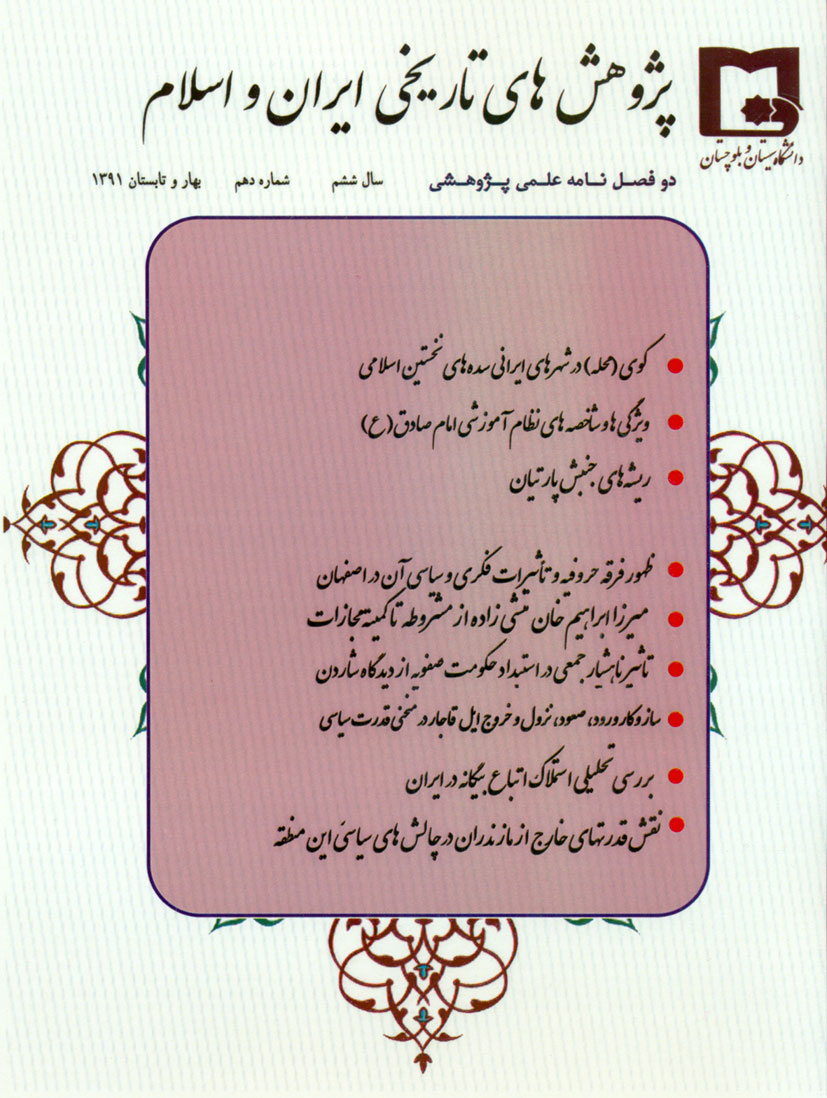 پژوهش های تاریخی ایران و اسلام
دانشگاه سیستان و بلوچستان
دو فصل نامه علمی پژوهشی سال ششم شماره دهم بهار و تابستان ۱۳۹۱
کوی (محله) در شهرهای ایرانی سده های نخستین اسلامی
ویژگی ها و شاخصه های نظام آموزشی امام صادق (ع)
ریشه های جنبش پارتیان
ظهور فرقه حروفیه و تأثیرات فکری و سیاسی آن در اصفهان
میرزا ابراهیم خان منشی زاده از مشروطه تا کمیته مجازات
تاثیر ناهشیار جمعی در استبداد حکومت صفویه از دیدگاه شاردن
ساز و کار ورود، صعود، نزول و خروج ایل قاجار در منحنی قدرت سیاسی
بررسی تحلیلی استملاک اتباع بیگانه در ایران
نقش قدرتهای خارج از مازندران در چالش های سیاسی این منطقه